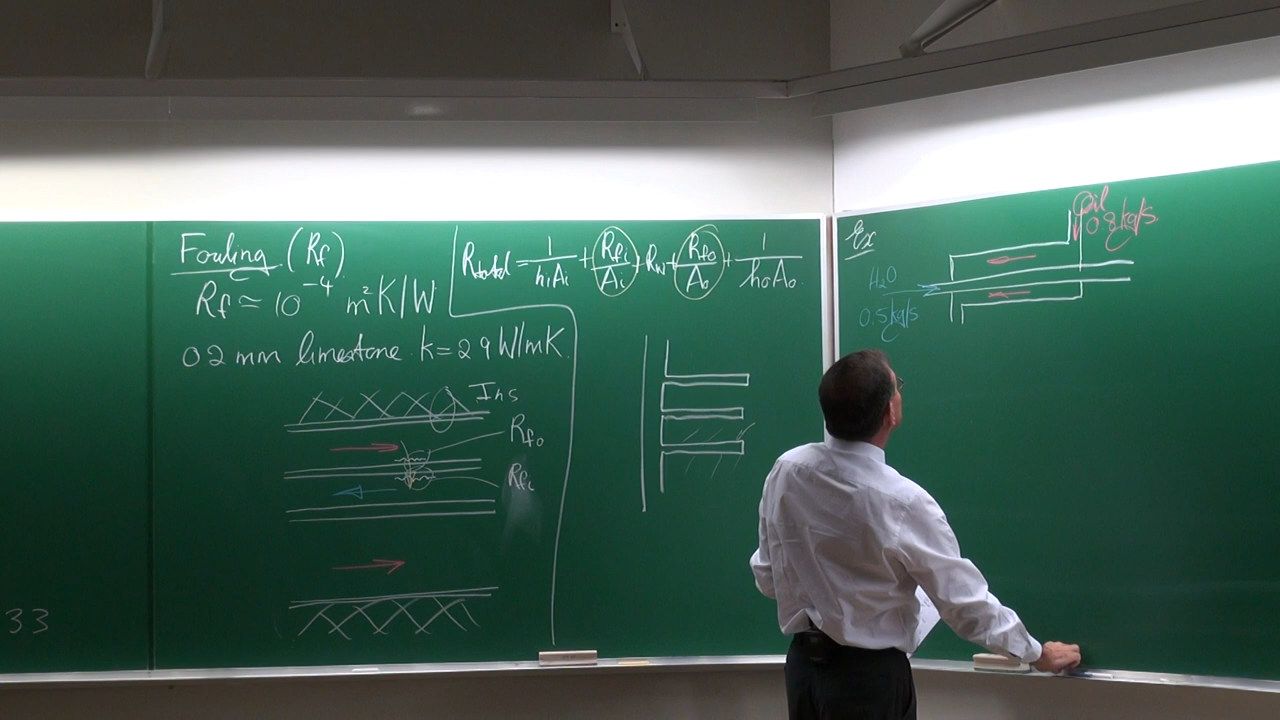 Fouling (Rf)
Rf ≃ 10⁻⁴ m²K/W
0.2 mm limestone k=2.9 W/mK
Ins
Rfo
Rfi
33
Rtotal = 1/hiAi + Rfi/Ai + Rw + Rfo/Ao + 1/hoAo
Ex
Oil
0.8 kg/s
H₂O
0.5 kg/s